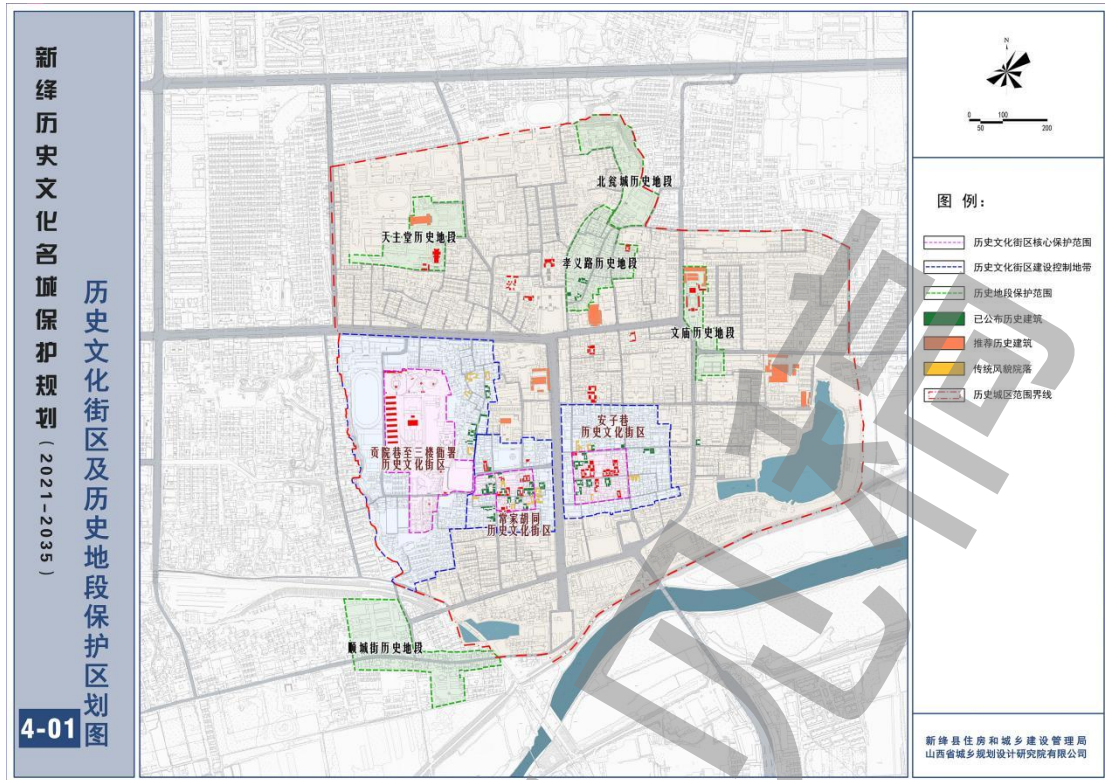 新绛历史文化名城保护规划（2021-2035）
历史文化街区及历史地段保护区划图
4-01
北瓮城历史地段
天主堂历史地段
孝义路历史地段
文庙历史地段
安子巷
历史文化街区
贡院巷至三楼衙署
历史文化街区
常家胡同
历史文化街区
顺城街历史地段
N
0 100
50 200
图 例：
历史文化街区核心保护范围
历史文化街区建设控制地带
历史地段保护范围
已公布历史建筑
推荐历史建筑
传统风貌院落
历史城区范围界线
新绛县住房和城乡建设管理局
山西省城乡规划设计研究院有限公司